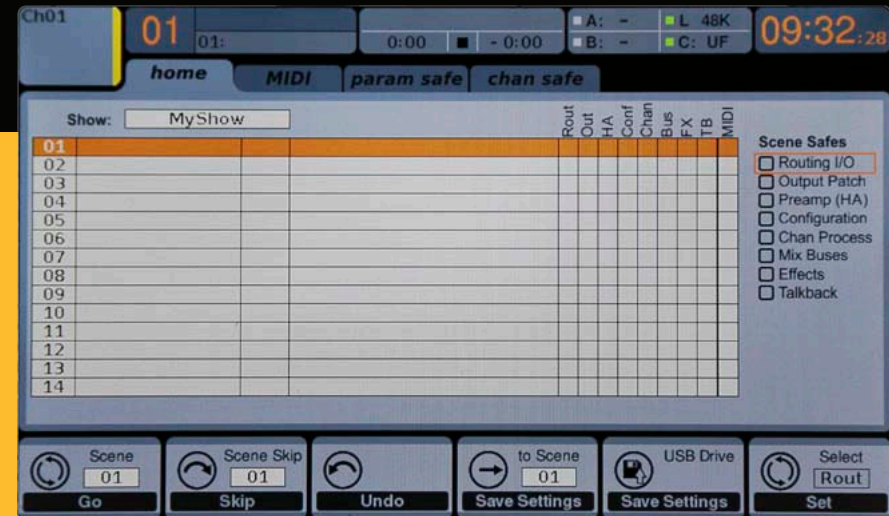 Ch01
01 01:
0:00 - 0:00
A: -
B: -
L 48K
C: UF
09:32:28
home MIDI param safe chan safe
Show: MyShow
Rout Out HA Conf Chan Bus FX TB MIDI
Scene Safes
01
02
03
04
05
06
07
08
09
10
11
12
13
14
Routing I/O
Output Patch
Preamp (HA)
Configuration
Chan Process
Mix Buses
Effects
Talkback
Scene 01 Go
Scene Skip 01 Skip
Undo
to Scene 01 Save Settings
USB Drive Save Settings
Select Rout Set